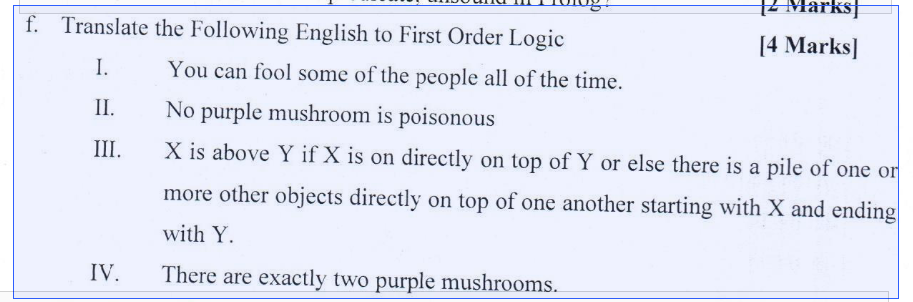 in Prolog?
[2 Marks]
f. Translate the Following English to First Order Logic
[4 Marks]
I. You can fool some of the people all of the time.
II. No purple mushroom is poisonous
III. X is above Y if X is on directly on top of Y or else there is a pile of one or
more other objects directly on top of one another starting with X and ending
with Y.
IV. There are exactly two purple mushrooms.